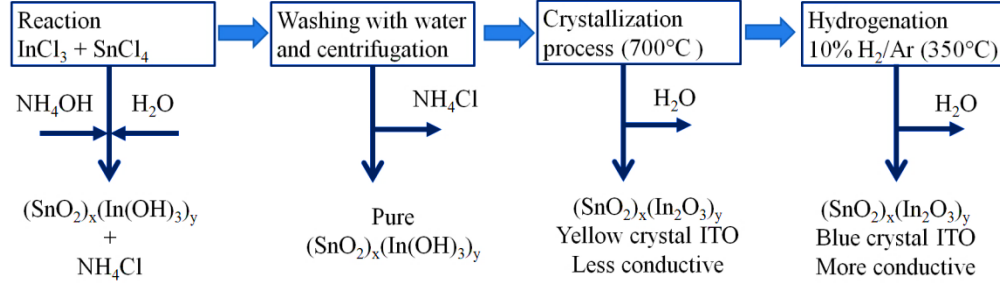 Reaction
InCl₃ + SnCl₄
NH₄OH
H₂O
(SnO₂)ₓ(In(OH)₃)ᵧ
+
NH₄Cl
Washing with water
and centrifugation
NH₄Cl
Pure
(SnO₂)ₓ(In(OH)₃)ᵧ
Crystallization
process (700°C )
H₂O
(SnO₂)ₓ(In₂O₃)ᵧ
Yellow crystal ITO
Less conductive
Hydrogenation
10% H₂/Ar (350°C)
H₂O
(SnO₂)ₓ(In₂O₃)ᵧ
Blue crystal ITO
More conductive